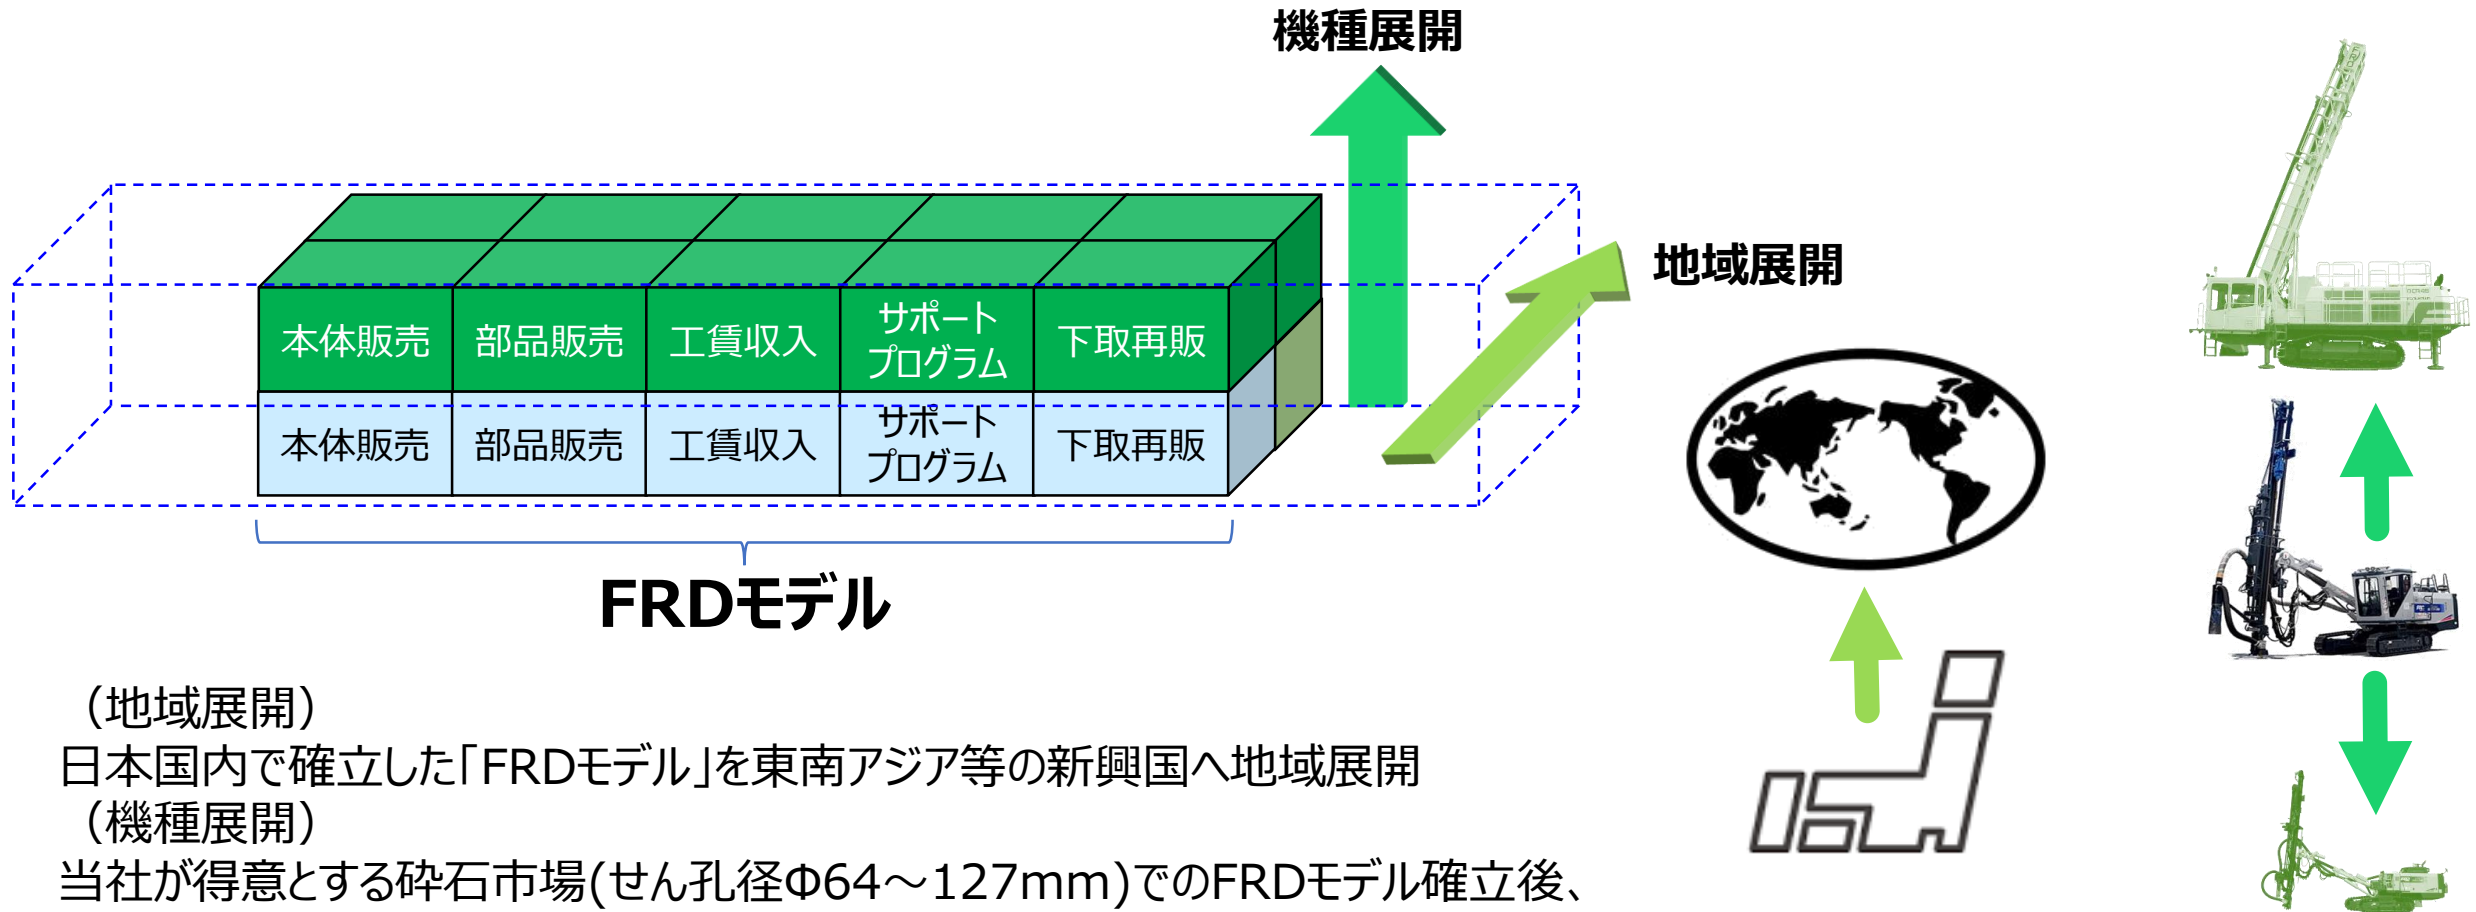 機種展開
地域展開
本体販売 部品販売 工賃収入 サポートプログラム 下取再販
本体販売 部品販売 工賃収入 サポートプログラム 下取再販
FRDモデル
（地域展開）
日本国内で確立した「FRDモデル」を東南アジア等の新興国へ地域展開
（機種展開）
当社が得意とする砕石市場(せん孔径Φ64～127mm)でのFRDモデル確立後、